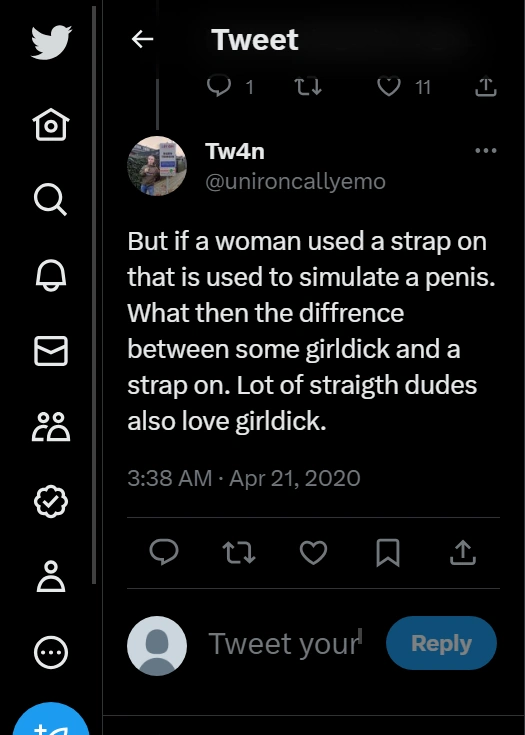 Tweet
1
11
Tw4n
@unironcallyemo
But if a woman used a strap on
that is used to simulate a penis.
What then the diffrence
between some girldick and a
strap on. Lot of straigth dudes
also love girldick.
3:38 AM · Apr 21, 2020
Tweet your
Reply